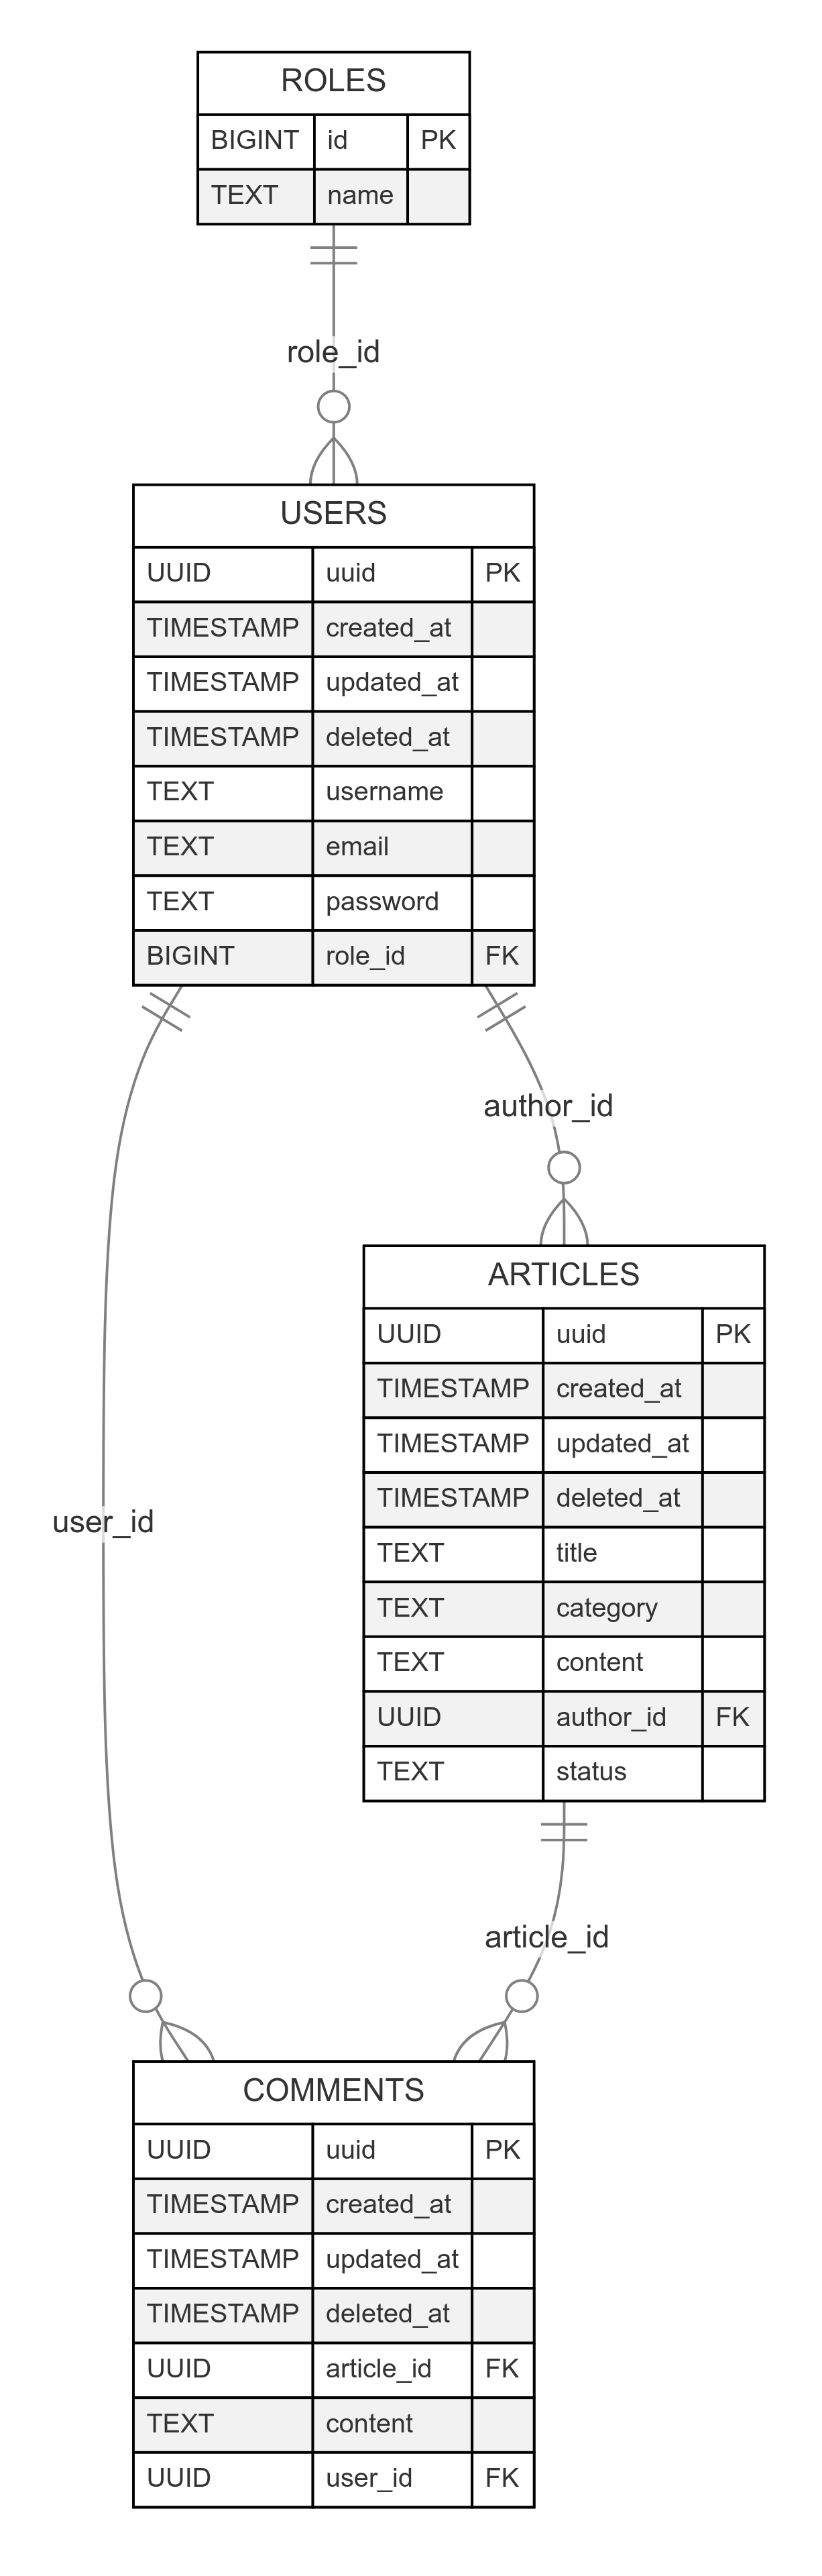 ROLES
BIGINT id PK
TEXT name
role_id
USERS
UUID uuid PK
TIMESTAMP created_at
TIMESTAMP updated_at
TIMESTAMP deleted_at
TEXT username
TEXT email
TEXT password
BIGINT role_id FK
author_id
ARTICLES
UUID uuid PK
TIMESTAMP created_at
TIMESTAMP updated_at
TIMESTAMP deleted_at
user_id
TEXT title
TEXT category
TEXT content
UUID author_id FK
TEXT status
article_id
COMMENTS
UUID uuid PK
TIMESTAMP created_at
TIMESTAMP updated_at
TIMESTAMP deleted_at
UUID article_id FK
TEXT content
UUID user_id FK